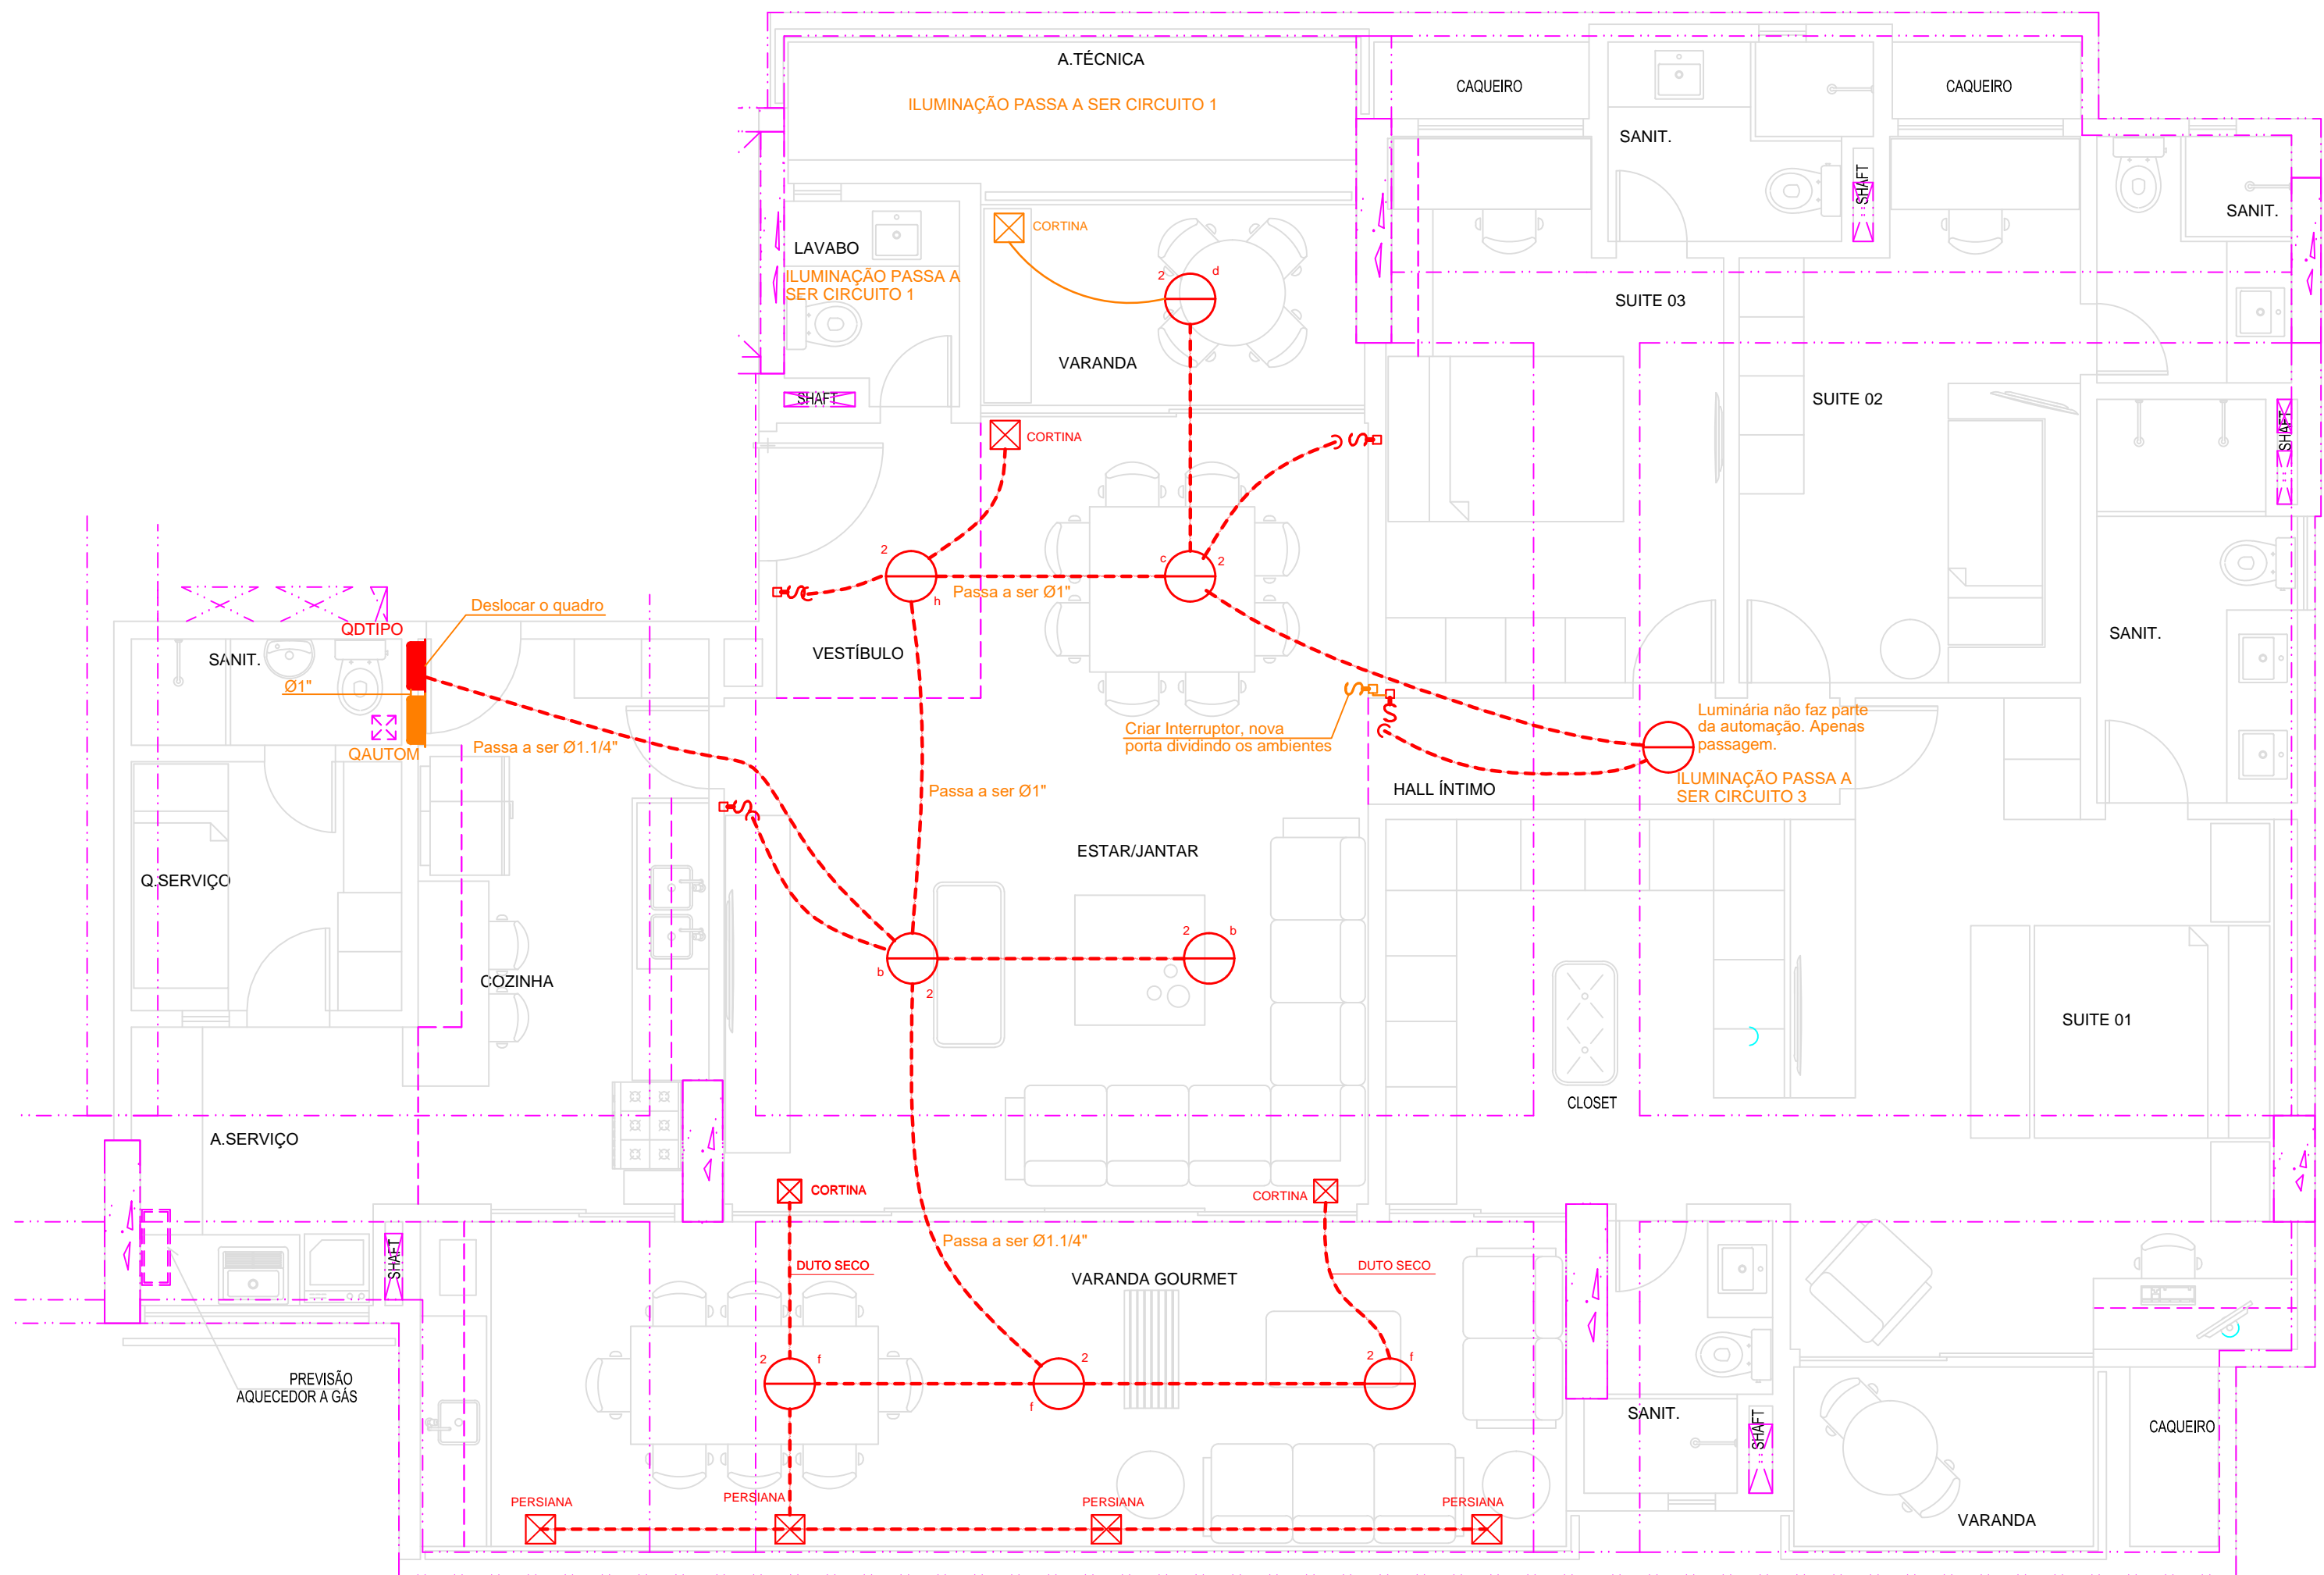 A.TÉCNICA
ILUMINAÇÃO PASSA A SER CIRCUITO 1
CAQUEIRO
CAQUEIRO
SANIT.
SHAFT
SANIT.
CORTINA
LAVABO
ILUMINAÇÃO PASSA A
SER CIRCUITO 1
2
d
SUITE 03
VARANDA
SHAFT
SUITE 02
CORTINA
SHAFT
2
h
c
2
Passa a ser Ø1"
Deslocar o quadro
QDTIPO
SANIT.
Ø1"
QAUTOM
Passa a ser Ø1.1/4"
VESTÍBULO
SANIT.
Criar Interruptor, nova
porta dividindo os ambientes
Luminária não faz parte
da automação. Apenas
passagem.
ILUMINAÇÃO PASSA A
SER CIRCUITO 3
HALL ÍNTIMO
Passa a ser Ø1"
ESTAR/JANTAR
Q.SERVIÇO
2
b
b
2
COZINHA
SUITE 01
CLOSET
A.SERVIÇO
CORTINA
CORTINA
Passa a ser Ø1.1/4"
SHAFT
DUTO SECO
VARANDA GOURMET
DUTO SECO
PREVISÃO
AQUECEDOR A GÁS
2
f
2
f
2
f
SANIT.
SHAFT
CAQUEIRO
PERSIANA
PERSIANA
PERSIANA
PERSIANA
VARANDA